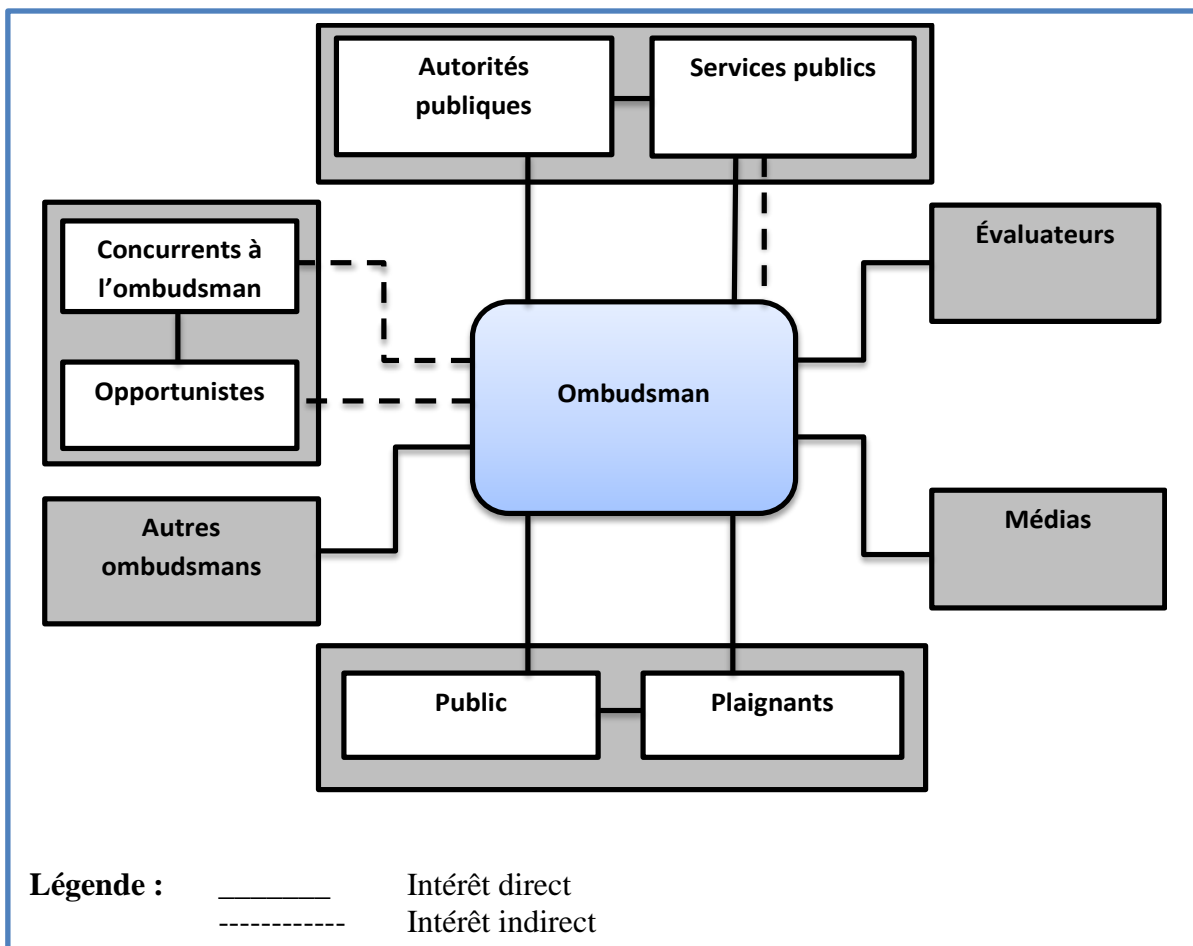 Autorités
publiques
Services publics
Concurrents à
l’ombudsman
Évaluateurs
Opportunistes
Ombudsman
Autres
ombudsmans
Médias
Public
Plaignants
Légende : _______ Intérêt direct
------------ Intérêt indirect